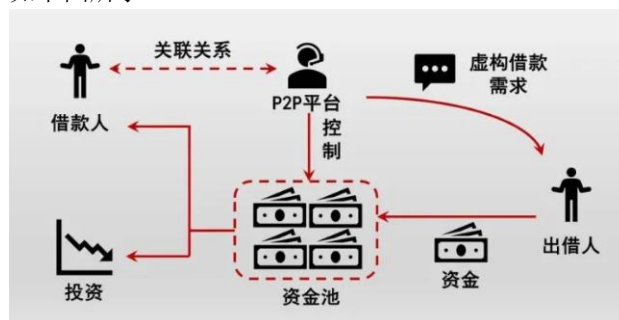 关联关系
虚构借款
需求
P2P平台
借款人
控
制
出借人
资金
投资
资金池